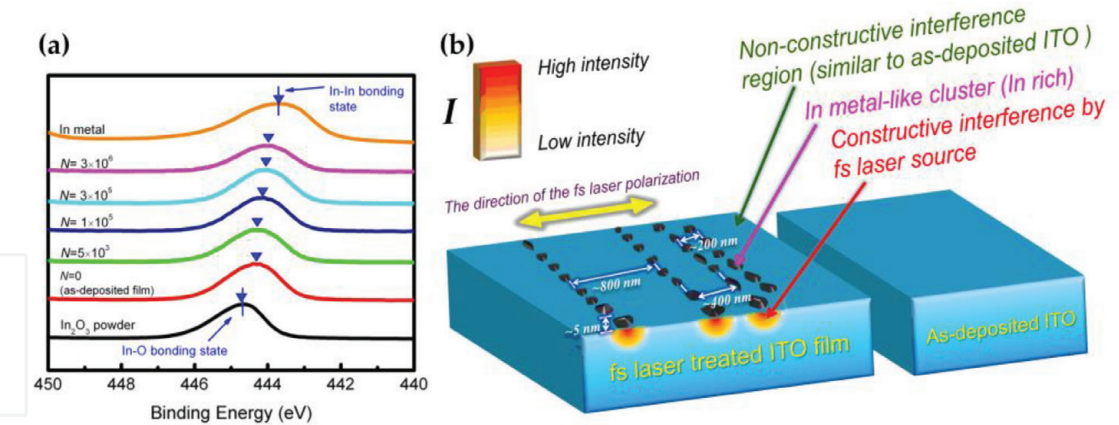 (a)
In-In bonding
state
In metal
N= 3×10⁶
N= 3×10⁵
N= 1×10⁵
N=5×10³
N=0
(as-deposited film)
In₂O₃ powder
In-O bonding state
450 448 446 444 442 440
Binding Energy (eV)
(b)
I
High intensity
Low intensity
Non-constructive interference
region (similar to as-deposited ITO )
In metal-like cluster (In rich)
Constructive interference by
fs laser source
The direction of the fs laser polarization
~200 nm
~800 nm
~400 nm
~5 nm
fs laser treated ITO film
As-deposited ITO